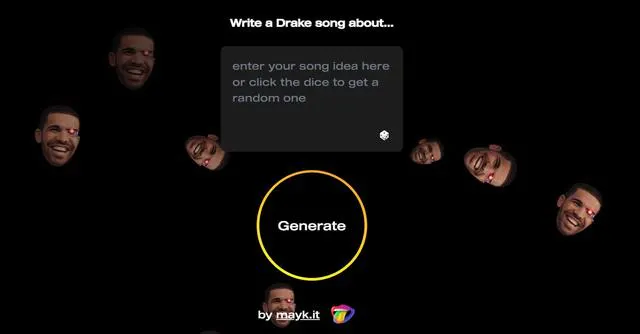 Write a Drake song about...
enter your song idea here
or click the dice to get a
random one
Generate
by mayk.it